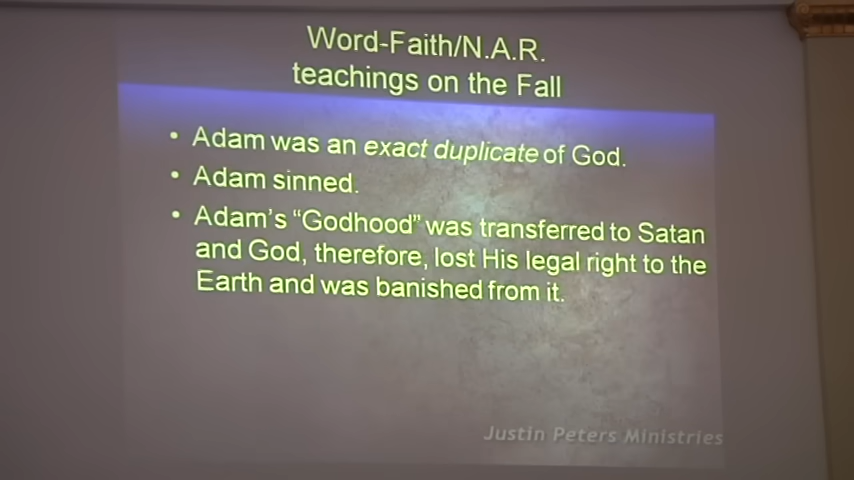 Word-Faith/N.A.R.
teachings on the Fall
• Adam was an exact duplicate of God.
• Adam sinned.
• Adam's "Godhood" was transferred to Satan
and God, therefore, lost His legal right to the
Earth and was banished from it.
Justin Peters Ministries